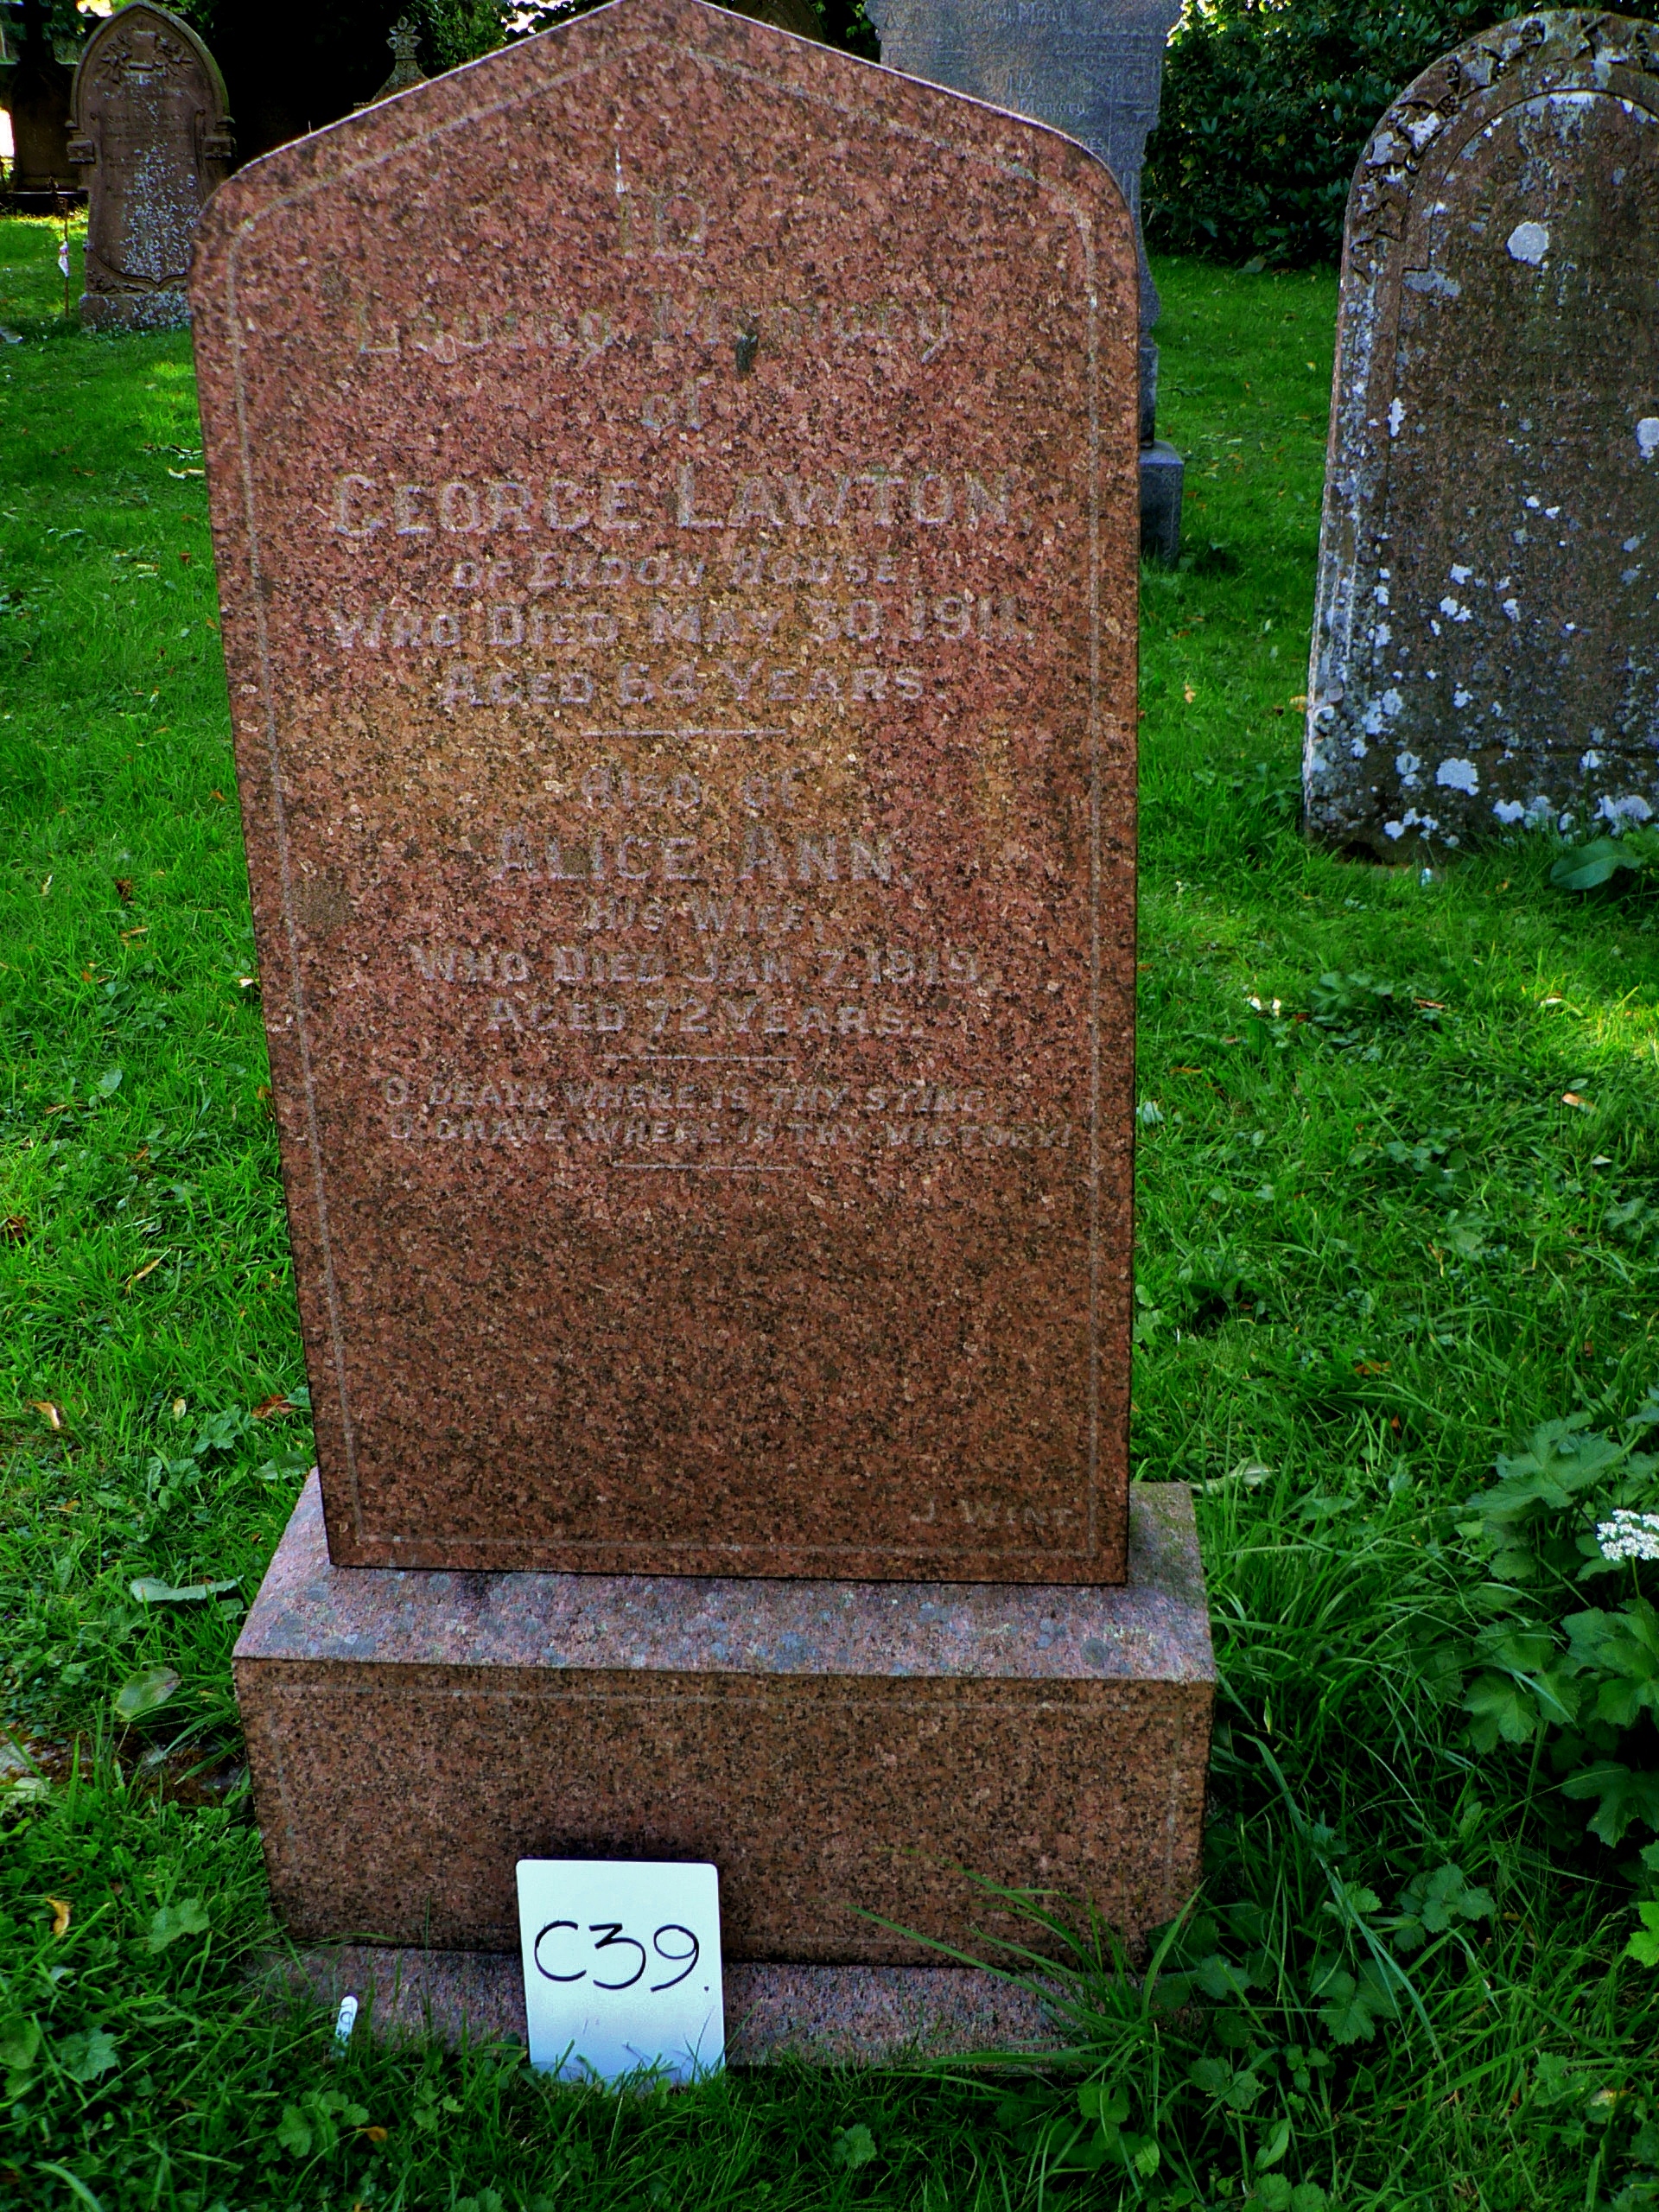 In
Loving Memory
of
GEORGE LAWTON,
OF ENDON HOUSE,
WHO DIED MAY 30, 1911.
AGED 64 YEARS.
Also of
ALICE ANN,
HIS WIFE,
WHO DIED JAN 7, 1919,
AGED 72 YEARS.
O DEATH WHERE IS THY STING,
O GRAVE WHERE IS THY VICTORY!
J. WINT
C39.